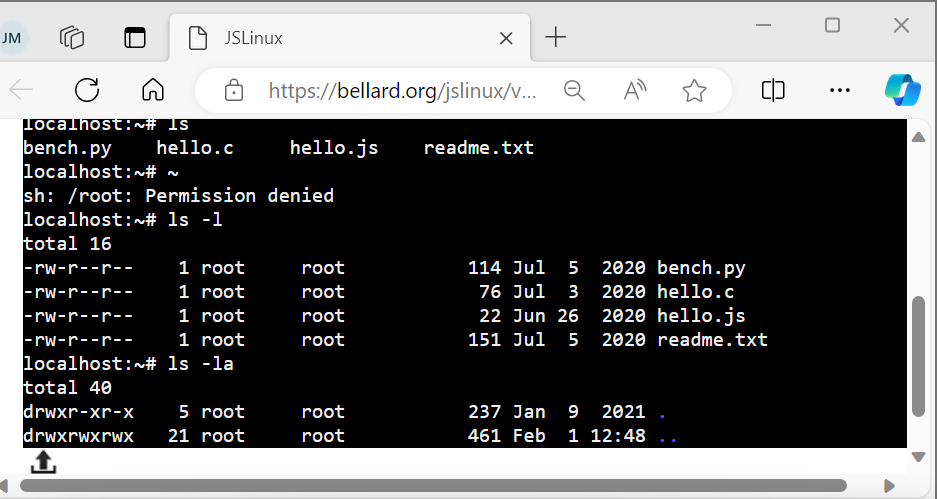 JM
JSLinux
https://bellard.org/jslinux/v...
localhost:~# ls
bench.py    hello.c     hello.js    readme.txt
localhost:~# ~
sh: /root: Permission denied
localhost:~# ls -l
total 16
-rw-r--r--    1 root     root           114 Jul  5  2020 bench.py
-rw-r--r--    1 root     root            76 Jul  3  2020 hello.c
-rw-r--r--    1 root     root            22 Jun 26  2020 hello.js
-rw-r--r--    1 root     root           151 Jul  5  2020 readme.txt
localhost:~# ls -la
total 40
drwxr-xr-x    5 root     root           237 Jan  9  2021 .
drwxrwxrwx   21 root     root           461 Feb  1 12:48 ..